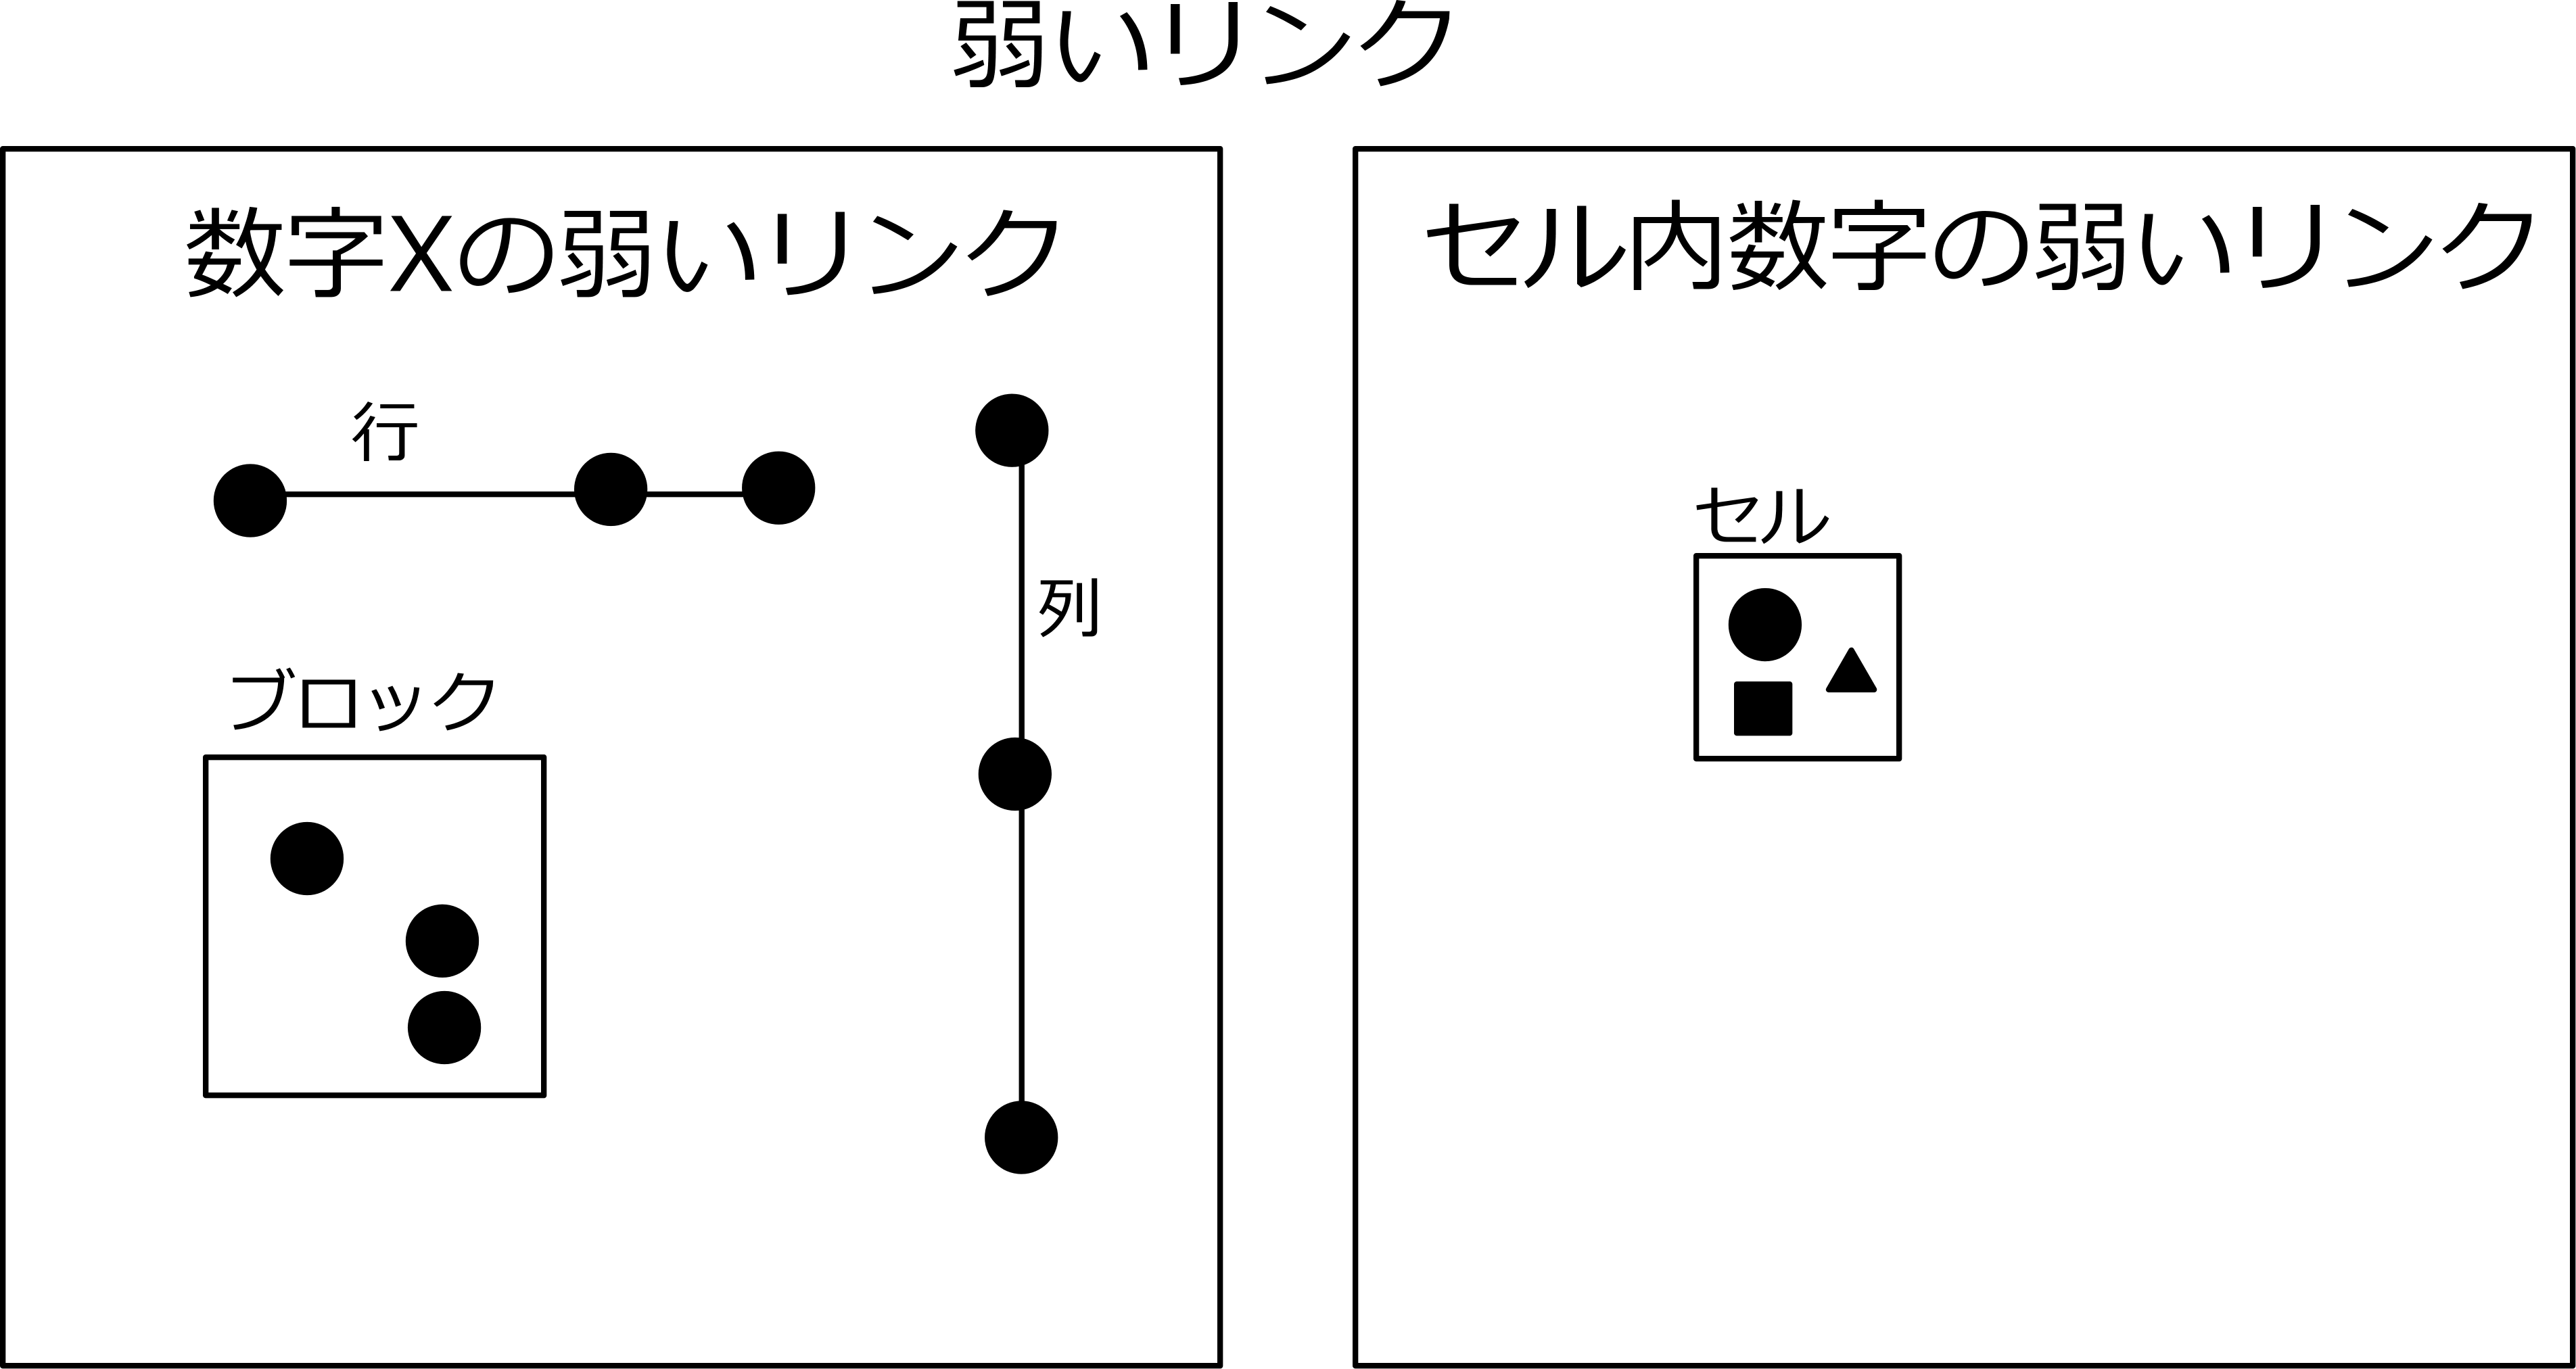 弱いリンク
数字Xの弱いリンク
行
列
ブロック
セル内数字の弱いリンク
セル